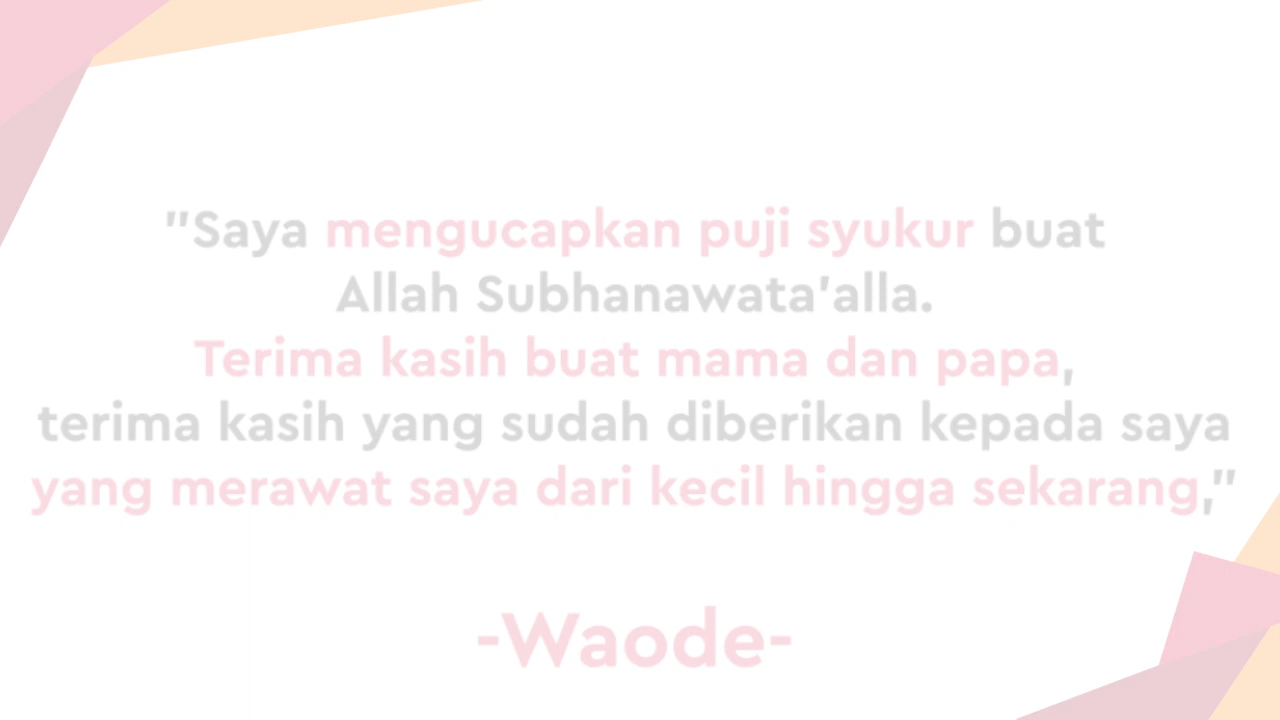 "Saya mengucapkan puji syukur buat
Allah Subhanawata'alla.
Terima kasih buat mama dan papa,
terima kasih yang sudah diberikan kepada saya
yang merawat saya dari kecil hingga sekarang,"
-Waode-